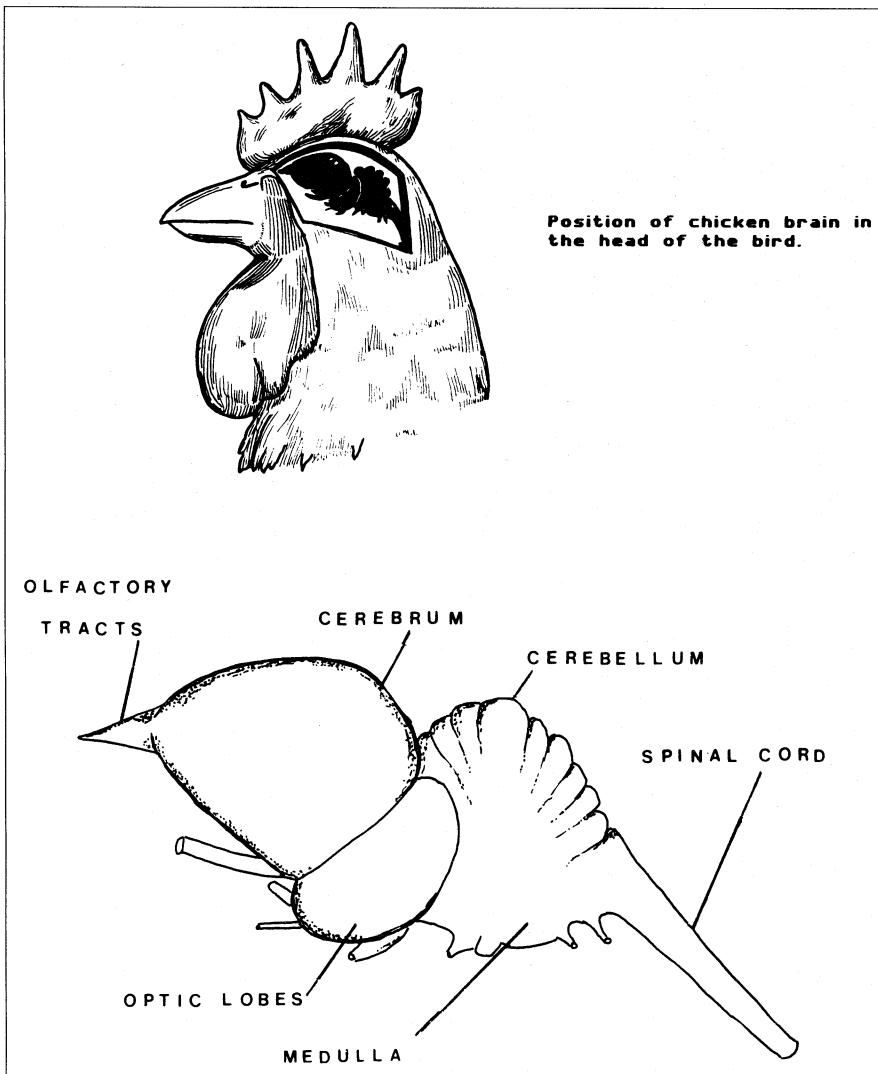 Position of chicken brain in
the head of the bird.
OLFACTORY
TRACTS
CEREBRUM
CEREBELLUM
SPINAL CORD
OPTIC LOBES
MEDULLA